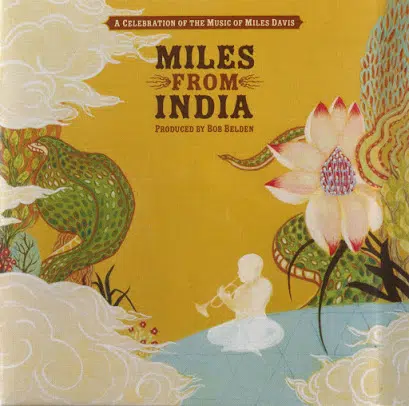 A Celebration of the Music of Miles Davis
MILES
FROM
INDIA
Produced by Bob Belden